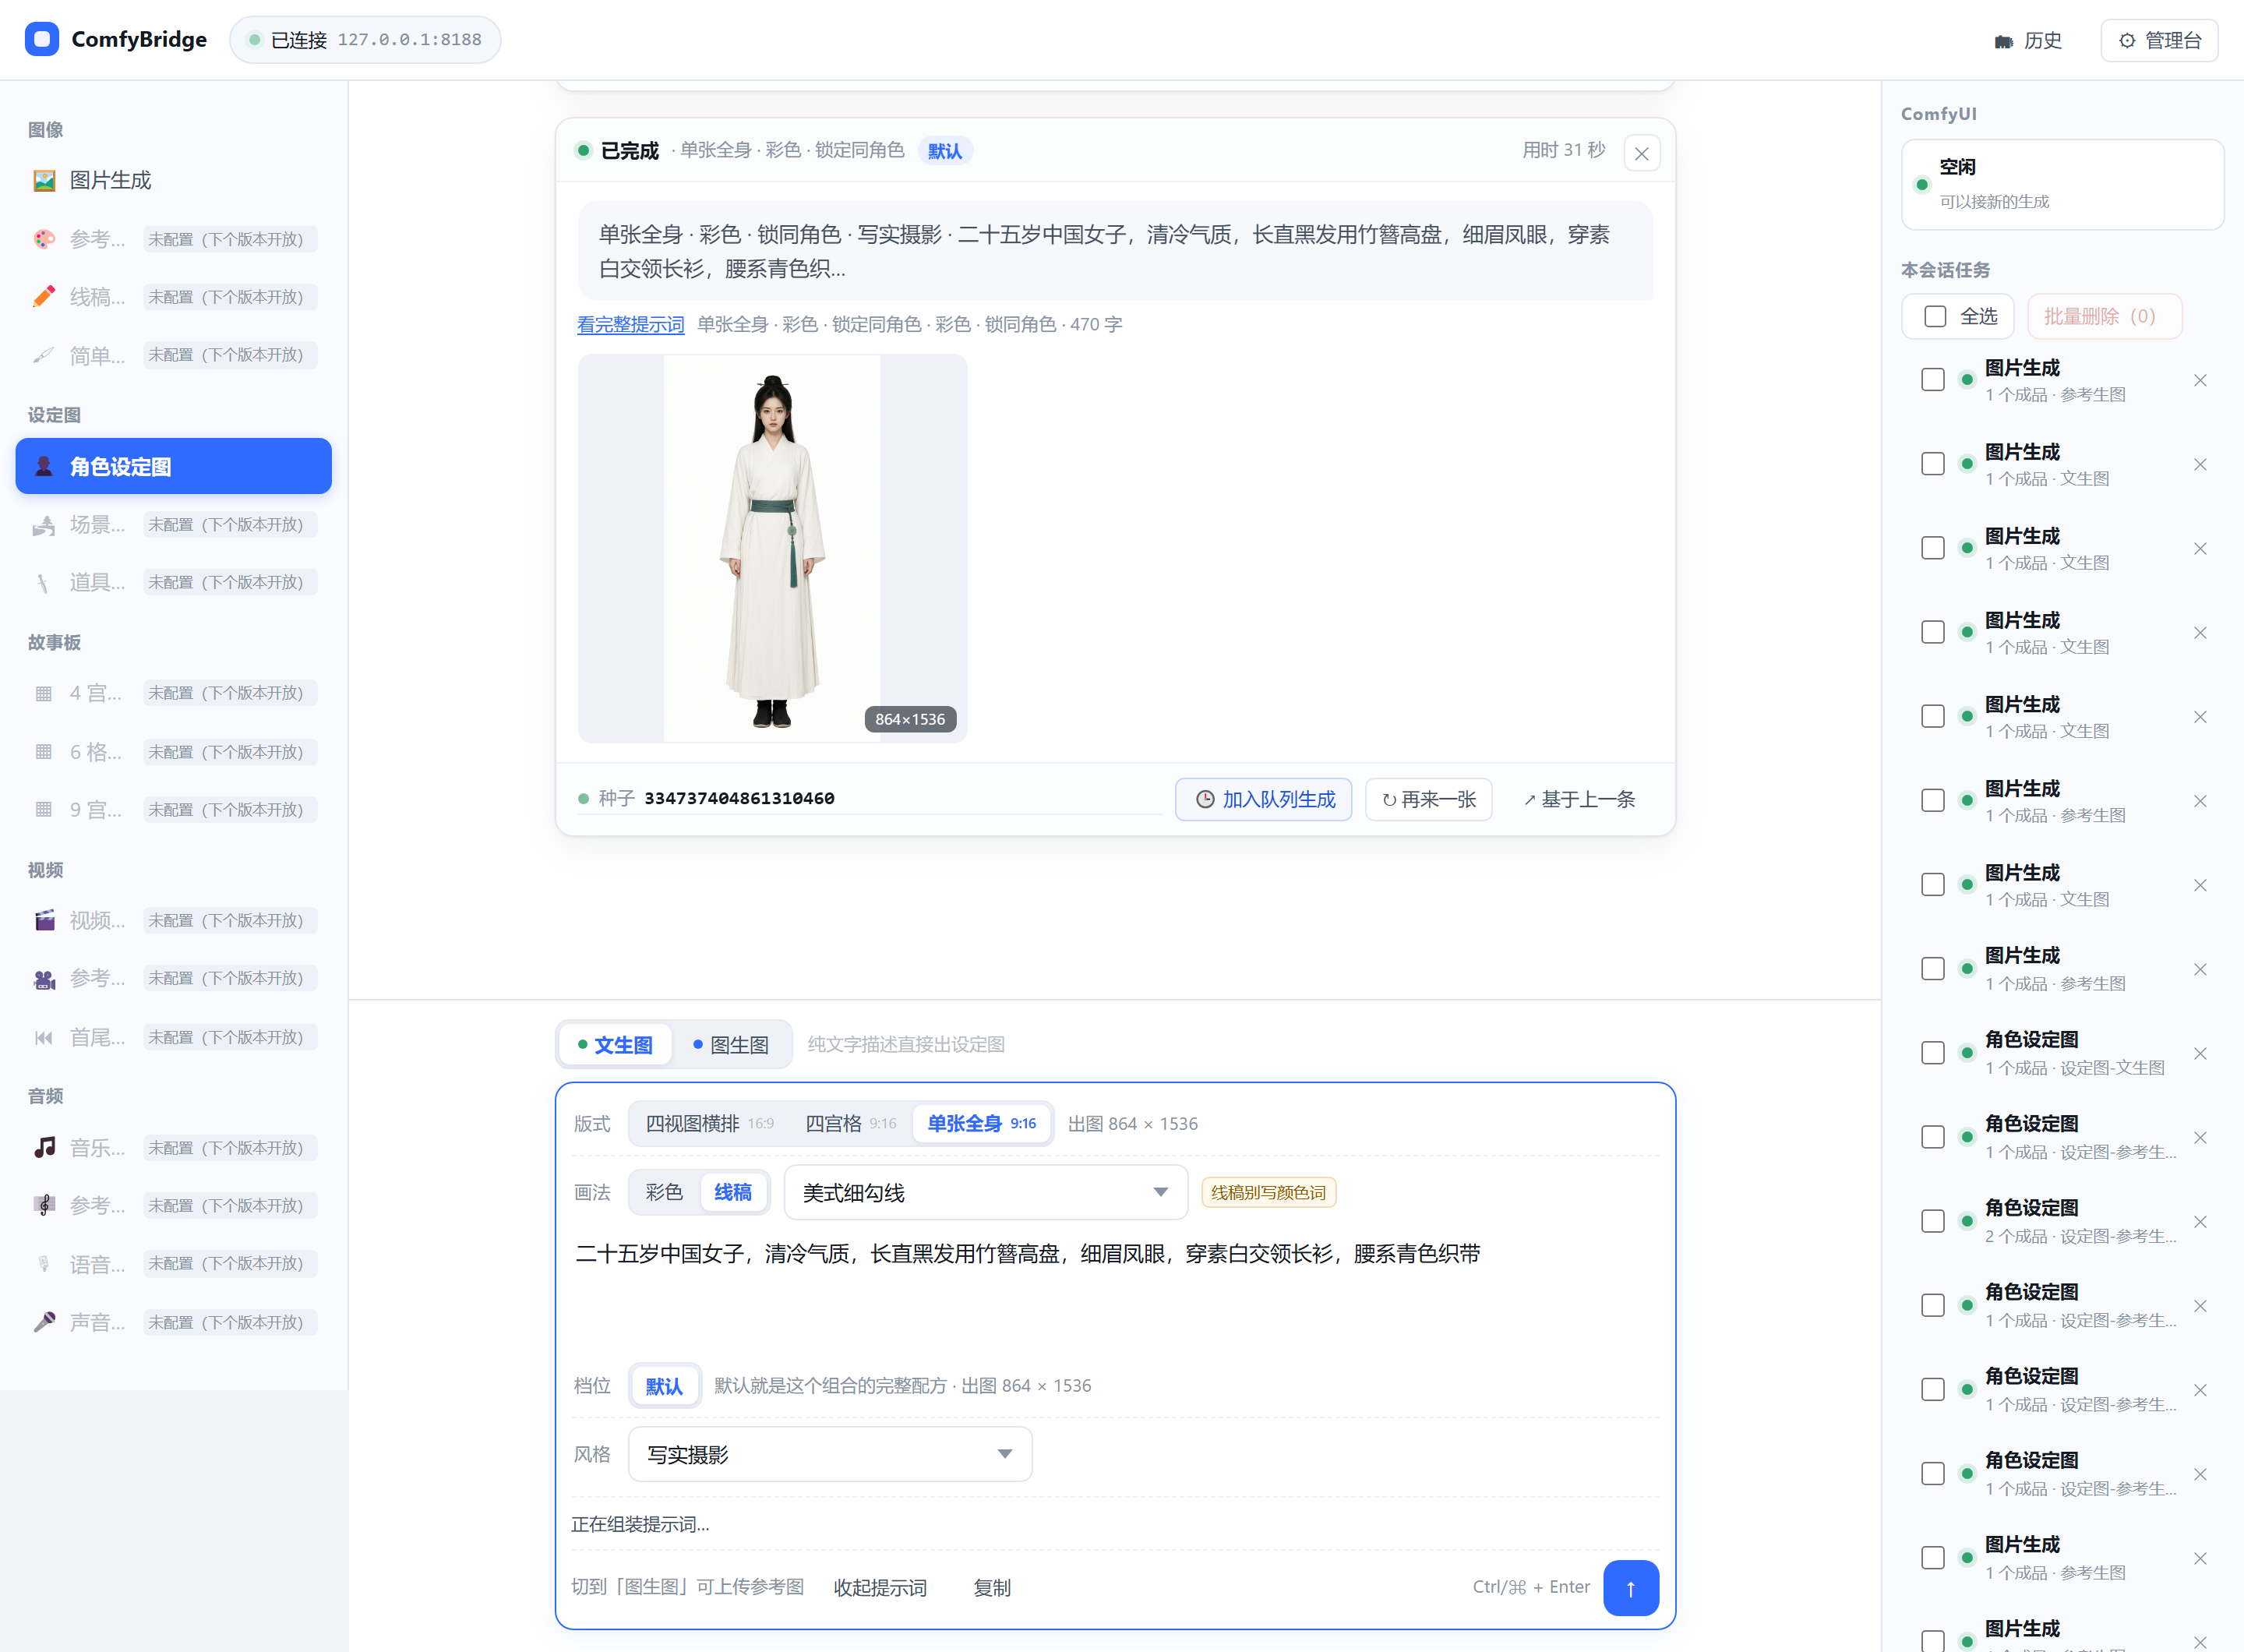 ComfyBridge
已连接 127.0.0.1:8188
历史
管理台
图像
图片生成
参考... 未配置（下个版本开放）
线稿... 未配置（下个版本开放）
简单... 未配置（下个版本开放）
设定图
角色设定图
场景... 未配置（下个版本开放）
道具... 未配置（下个版本开放）
故事板
4 宫... 未配置（下个版本开放）
6 格... 未配置（下个版本开放）
9 宫... 未配置（下个版本开放）
视频
视频... 未配置（下个版本开放）
参考... 未配置（下个版本开放）
首尾... 未配置（下个版本开放）
音频
音乐... 未配置（下个版本开放）
参考... 未配置（下个版本开放）
语音... 未配置（下个版本开放）
声音... 未配置（下个版本开放）
已完成 · 单张全身 · 彩色 · 锁定同角色 默认
用时 31 秒
单张全身 · 彩色 · 锁同角色 · 写实摄影 · 二十五岁中国女子，清冷气质，长直黑发用竹簪高盘，细眉凤眼，穿素
白交领长衫，腰系青色织...
看完整提示词 单张全身 · 彩色 · 锁定同角色 · 彩色 · 锁同角色 · 470 字
864×1536
种子 334737404861310460
加入队列生成
↻ 再来一张
↗ 基于上一条
文生图
图生图
纯文字描述直接出设定图
版式 四视图横排 16:9 四宫格 9:16 单张全身 9:16 出图 864 × 1536
画法 彩色 线稿 美式细勾线 线稿别写颜色词
二十五岁中国女子，清冷气质，长直黑发用竹簪高盘，细眉凤眼，穿素白交领长衫，腰系青色织带
档位 默认 默认就是这个组合的完整配方 · 出图 864 × 1536
风格 写实摄影
正在组装提示词...
切到「图生图」可上传参考图 收起提示词 复制
Ctrl/⌘ + Enter ↑
ComfyUI
空闲
可以接新的生成
本会话任务
全选
批量删除（0）
图片生成
1 个成品 · 参考生图
图片生成
1 个成品 · 文生图
图片生成
1 个成品 · 文生图
图片生成
1 个成品 · 文生图
图片生成
1 个成品 · 文生图
图片生成
1 个成品 · 参考生图
图片生成
1 个成品 · 文生图
图片生成
1 个成品 · 参考生图
角色设定图
1 个成品 · 设定图-文生图
角色设定图
1 个成品 · 设定图-参考生...
角色设定图
2 个成品 · 设定图-参考生...
角色设定图
1 个成品 · 设定图-参考生...
角色设定图
1 个成品 · 设定图-参考生...
角色设定图
1 个成品 · 设定图-参考生...
图片生成
1 个成品 · 参考生图
图片生成